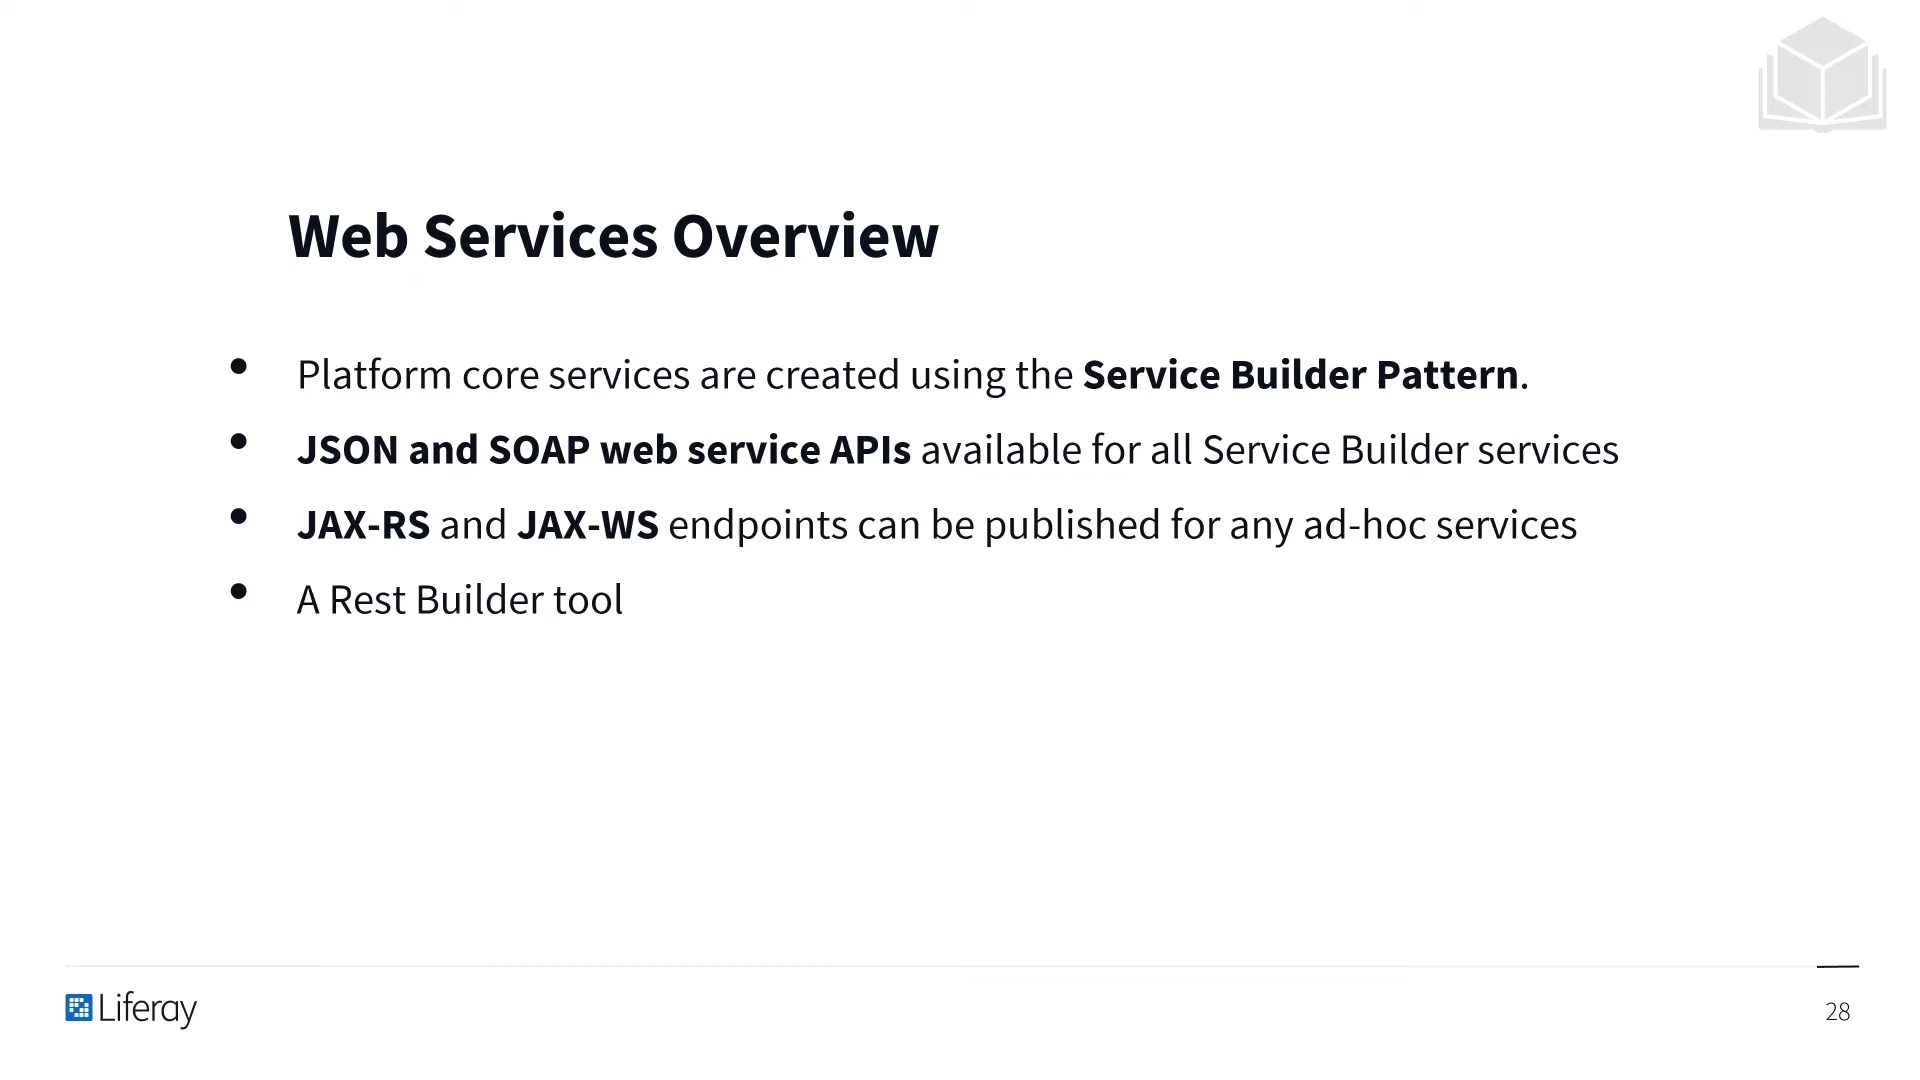 Web Services Overview
• Platform core services are created using the Service Builder Pattern.
• JSON and SOAP web service APIs available for all Service Builder services
• JAX-RS and JAX-WS endpoints can be published for any ad-hoc services
• A Rest Builder tool
Liferay
28